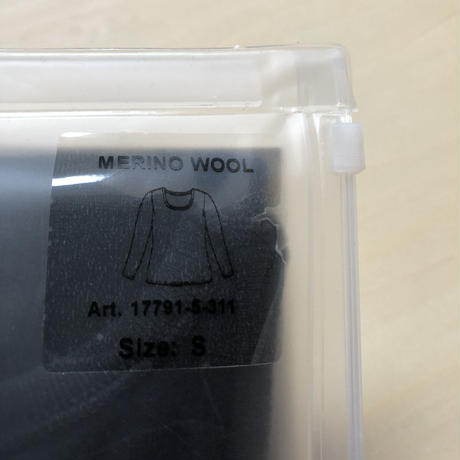 MERINO WOOL
Art. 17791-5-311
Size: S